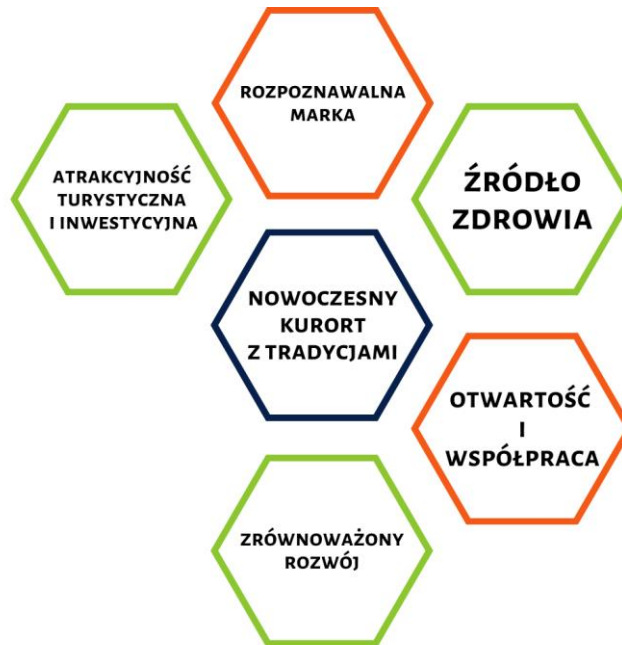 ROZPOZNAWALNA
MARKA
ATRAKCYJNOŚĆ
TURYSTYCZNA
I INWESTYCYJNA
ŹRÓDŁO
ZDROWIA
NOWOCZESNY
KURORT
Z TRADYCJAMI
OTWARTOŚĆ
I
WSPÓŁPRACA
ZRÓWNOWAŻONY
ROZWÓJ